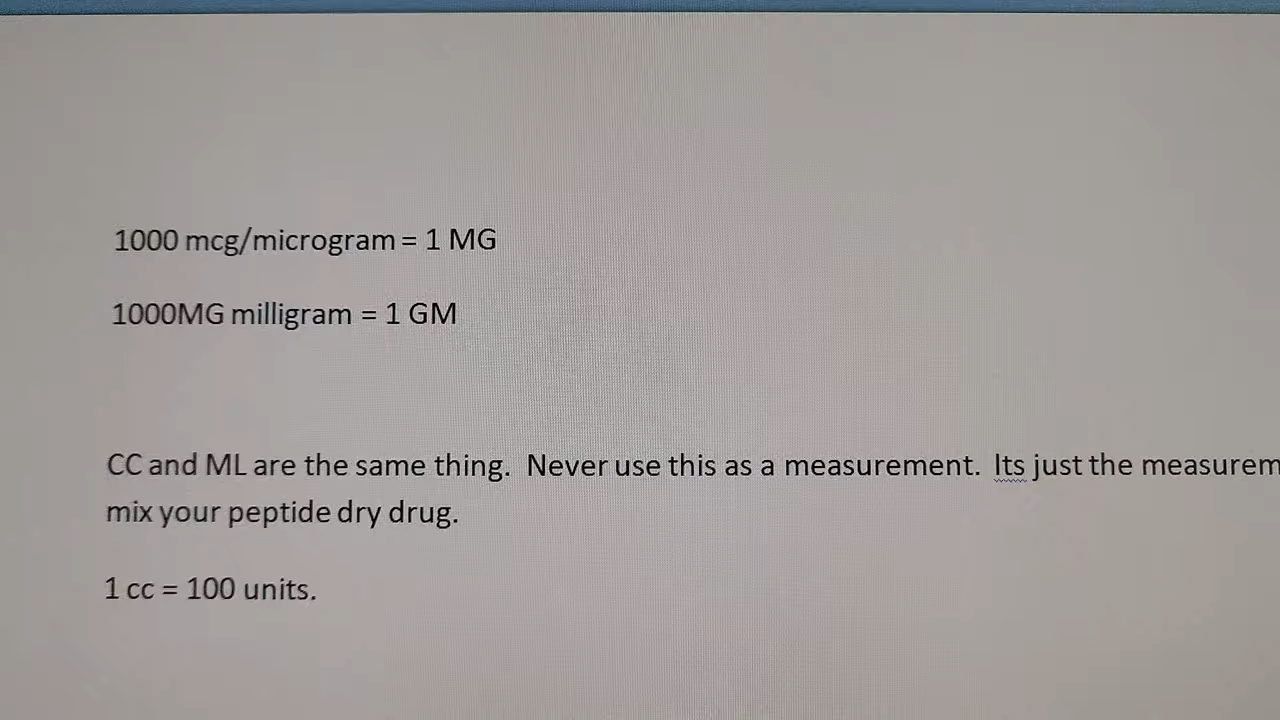 1000 mcg/microgram = 1 MG
1000MG milligram = 1 GM
CC and ML are the same thing. Never use this as a measurement. Its just the
mix your peptide dry drug.
1 cc = 100 units.